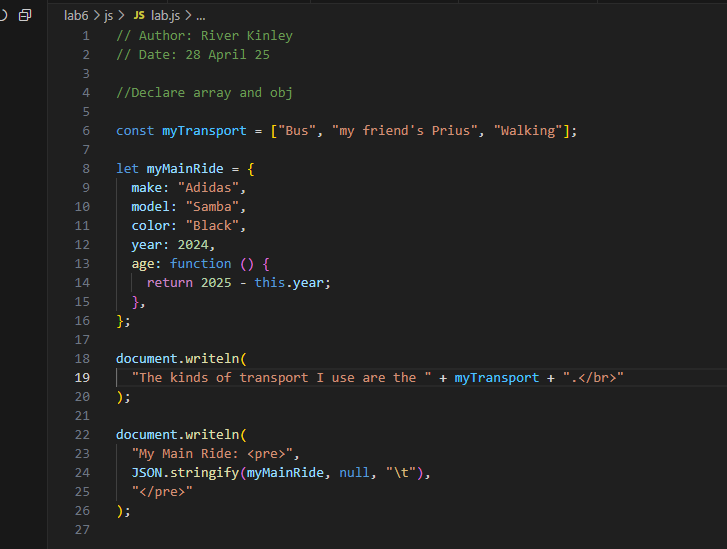 lab6 > js > JS lab.js > ...
1 // Author: River Kinley
2 // Date: 28 April 25
3
4 //Declare array and obj
5
6 const myTransport = ["Bus", "my friend's Prius", "Walking"];
7
8 let myMainRide = {
9   make: "Adidas",
10   model: "Samba",
11   color: "Black",
12   year: 2024,
13   age: function () {
14     return 2025 - this.year;
15   },
16 };
17
18 document.writeln(
19   "The kinds of transport I use are the " + myTransport + ".</br>"
20 );
21
22 document.writeln(
23   "My Main Ride: <pre>",
24   JSON.stringify(myMainRide, null, "\t"),
25   "</pre>"
26 );
27